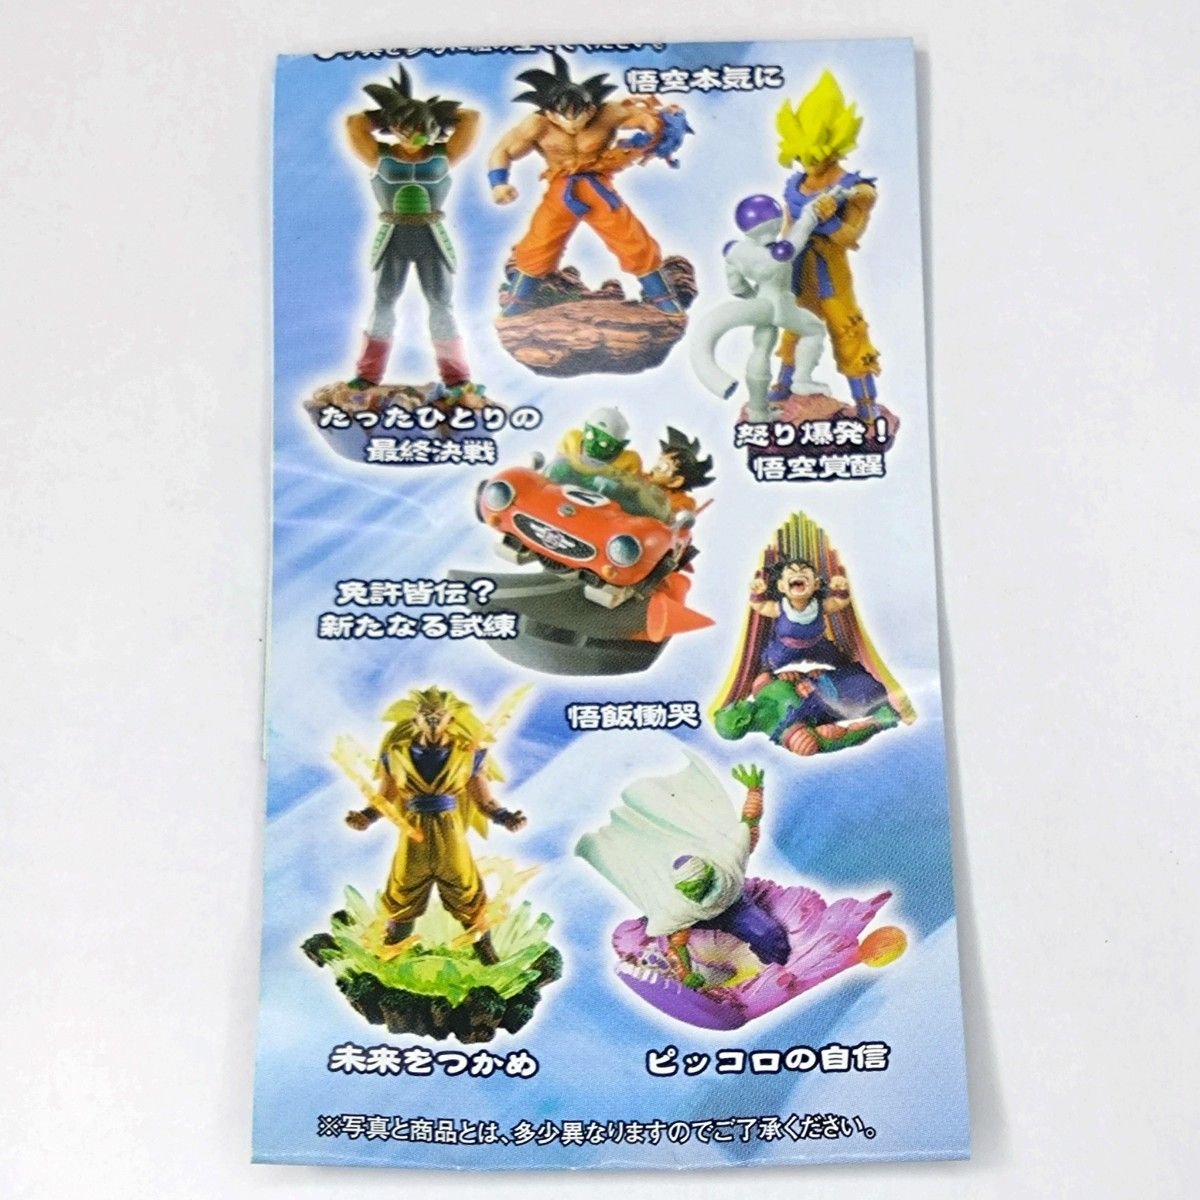 悟空本気に
たったひとりの
最終決戦
怒り爆発！
悟空覚醒
2
免許皆伝？
新たなる試練
悟飯慟哭
未来をつかめ
ピッコロの自信
※写真と商品とは、多少異なりますのでご了承ください。